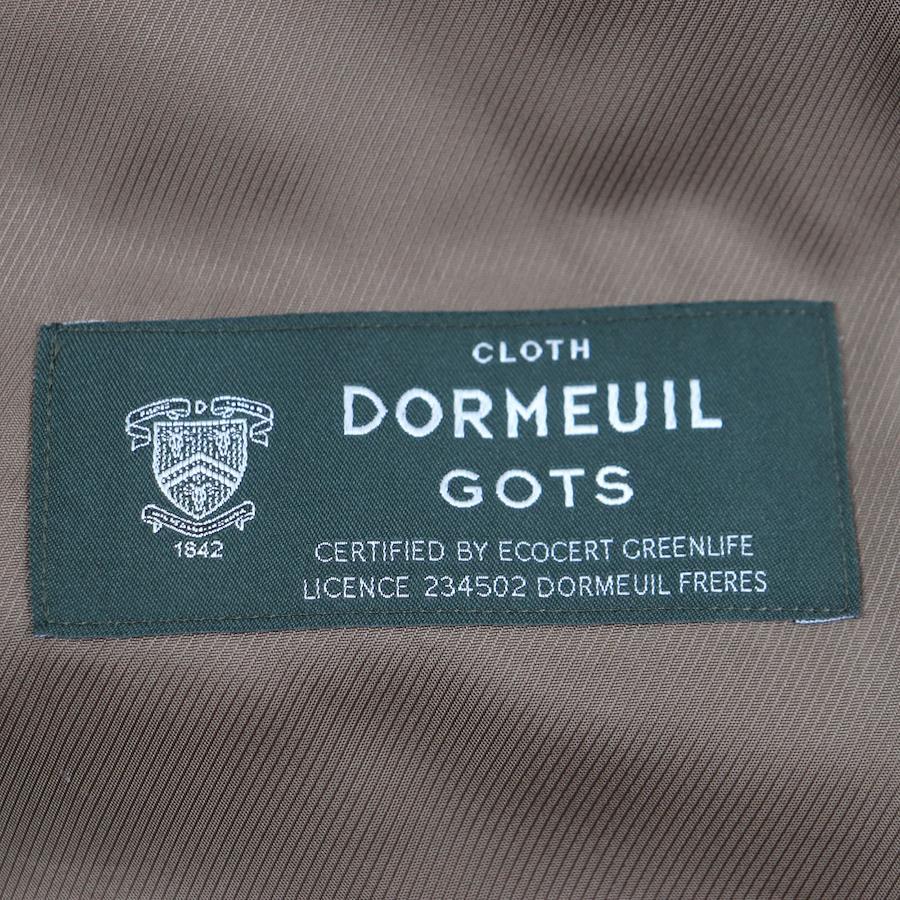 CLOTH
DORMEUIL
GOTS
CERTIFIED BY ECOCERT GREENLIFE
LICENCE 234502 DORMEUIL FRERES
D
1842